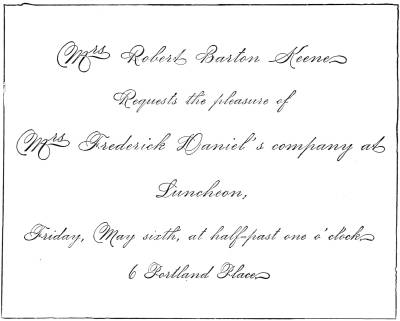 Mrs Robert Barton Keene
Requests the pleasure of
Mrs Frederick Daniel's company at
Luncheon,
Friday, May sixth, at half-past one o'clock
6 Portland Place